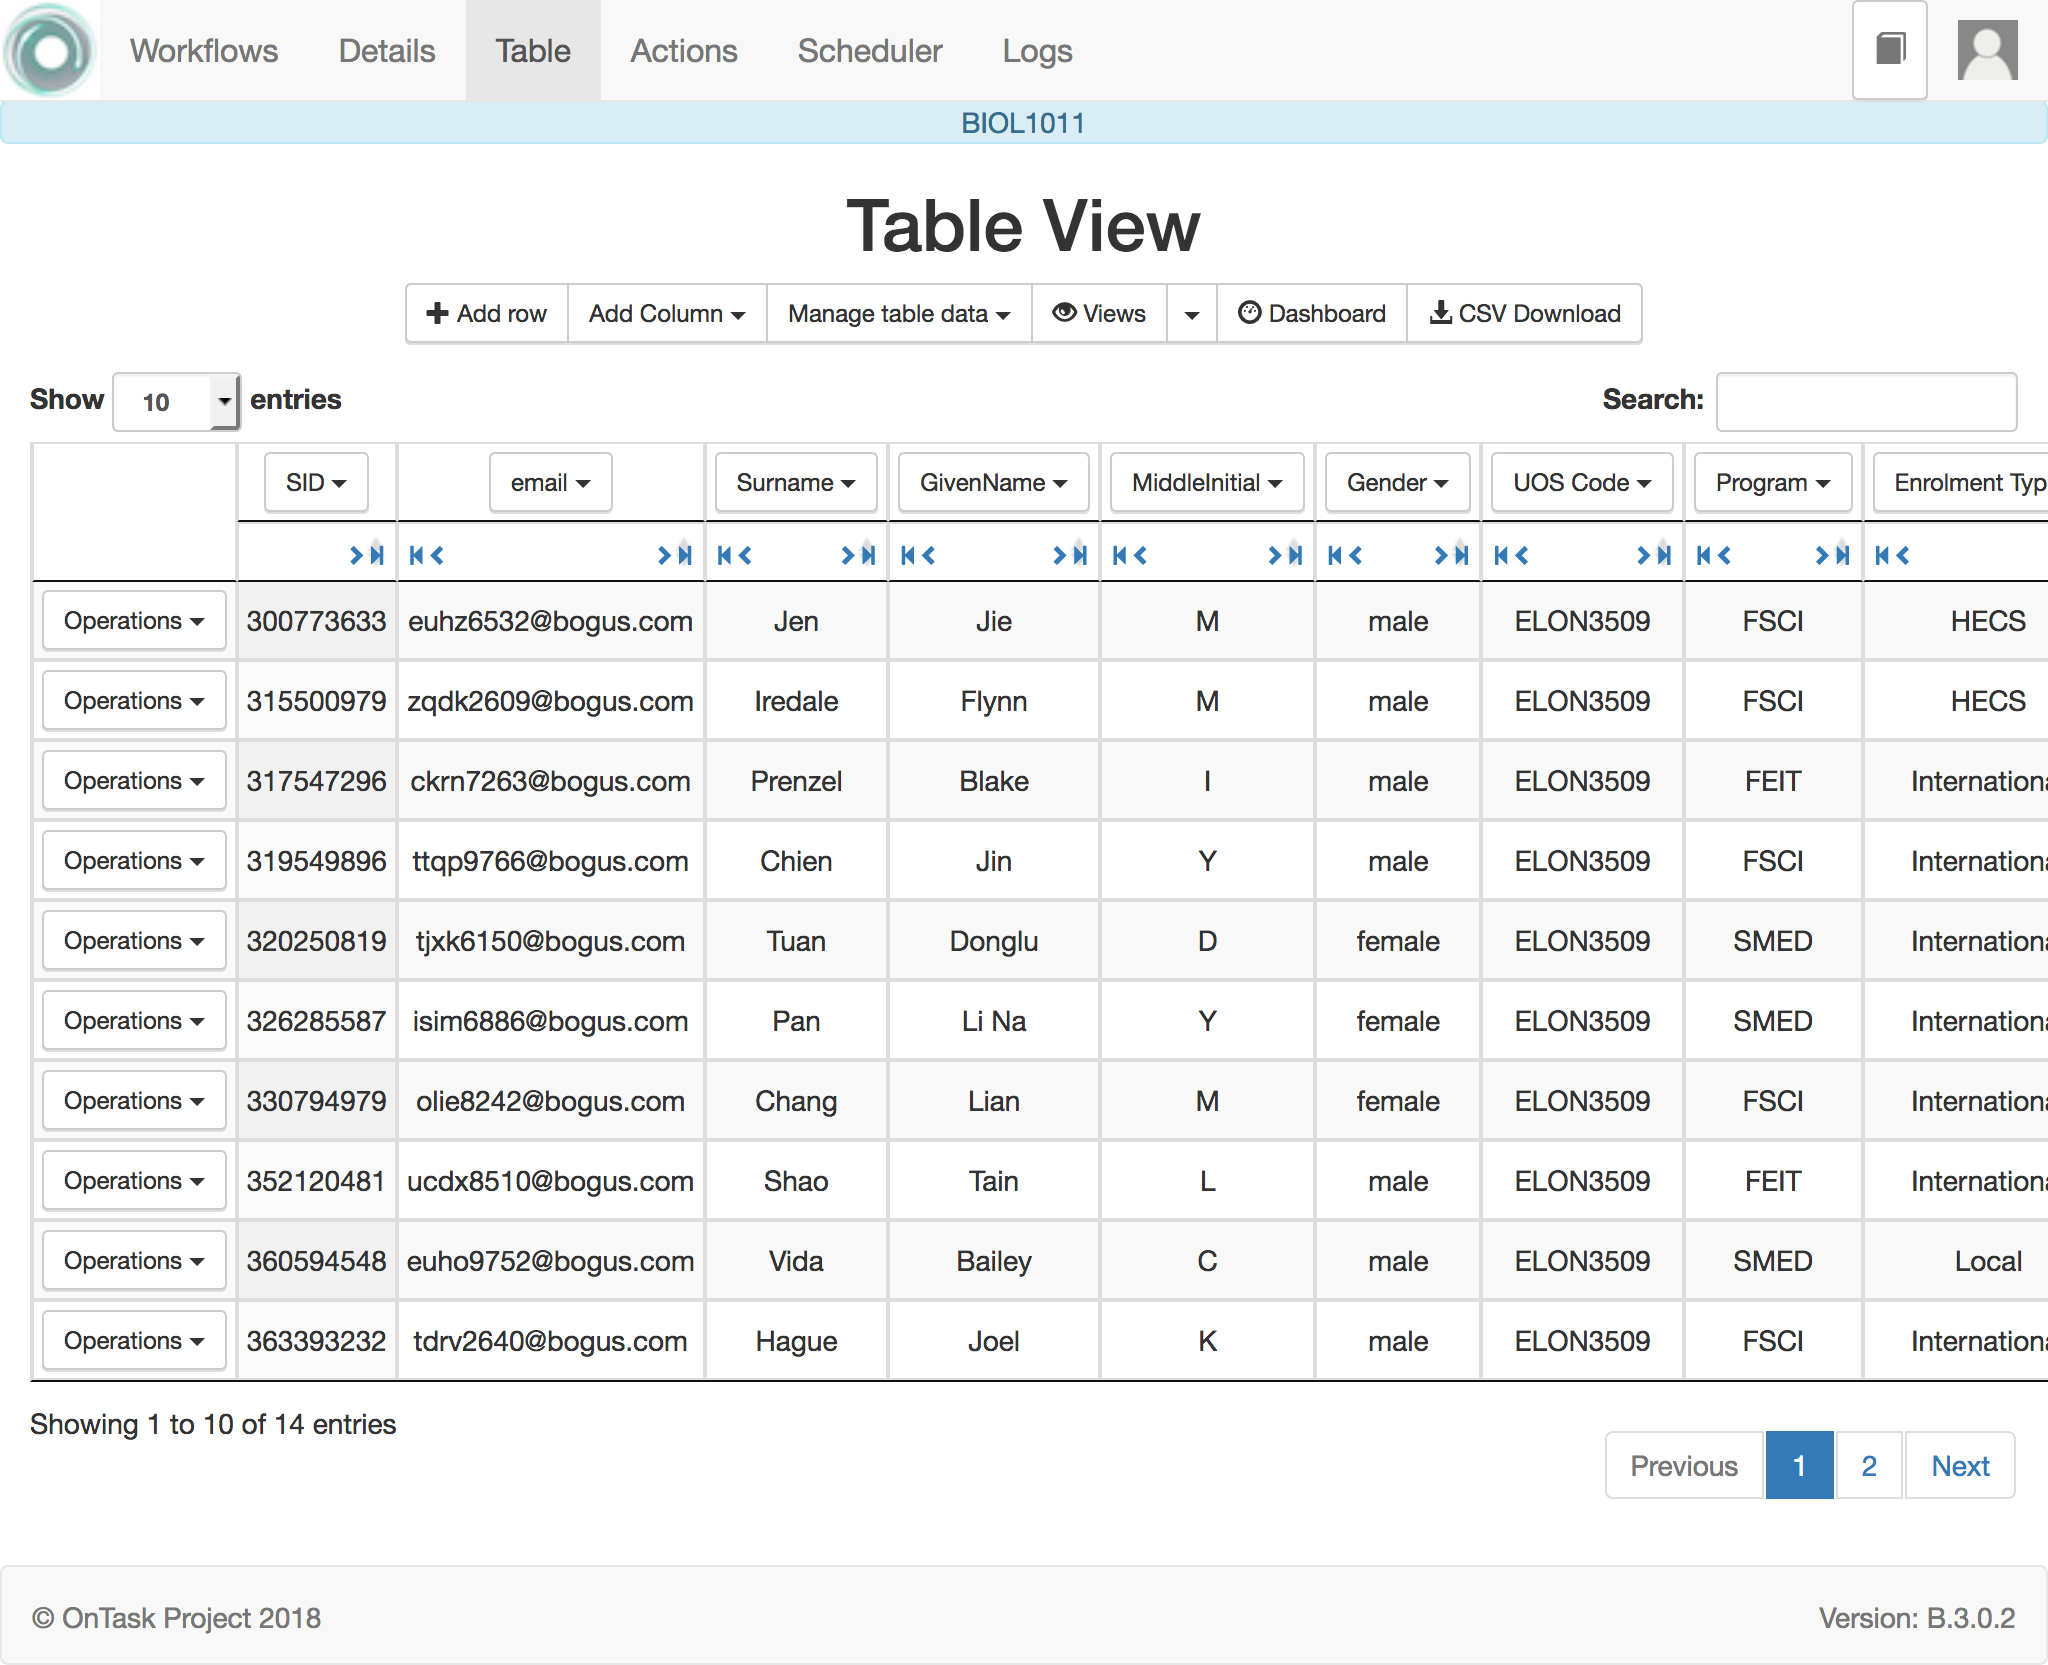 Workflows Details Table Actions Scheduler Logs
BIOL1011
Table View
Add row Add Column Manage table data Views Dashboard CSV Download
Show 10 entries Search:
SID email Surname GivenName MiddleInitial Gender UOS Code Program Enrolment Typ
Operations 300773633 euhz6532@bogus.com Jen Jie M male ELON3509 FSCI HECS
Operations 315500979 zqdk2609@bogus.com Iredale Flynn M male ELON3509 FSCI HECS
Operations 317547296 ckrn7263@bogus.com Prenzel Blake I male ELON3509 FEIT Internationa
Operations 319549896 ttqp9766@bogus.com Chien Jin Y male ELON3509 FSCI Internationa
Operations 320250819 tjxk6150@bogus.com Tuan Donglu D female ELON3509 SMED Internationa
Operations 326285587 isim6886@bogus.com Pan Li Na Y female ELON3509 SMED Internationa
Operations 330794979 olie8242@bogus.com Chang Lian M female ELON3509 FSCI Internationa
Operations 352120481 ucdx8510@bogus.com Shao Tain L male ELON3509 FEIT Internationa
Operations 360594548 euho9752@bogus.com Vida Bailey C male ELON3509 SMED Local
Operations 363393232 tdrv2640@bogus.com Hague Joel K male ELON3509 FSCI Internationa
Showing 1 to 10 of 14 entries
Previous 1 2 Next
© OnTask Project 2018 Version: B.3.0.2